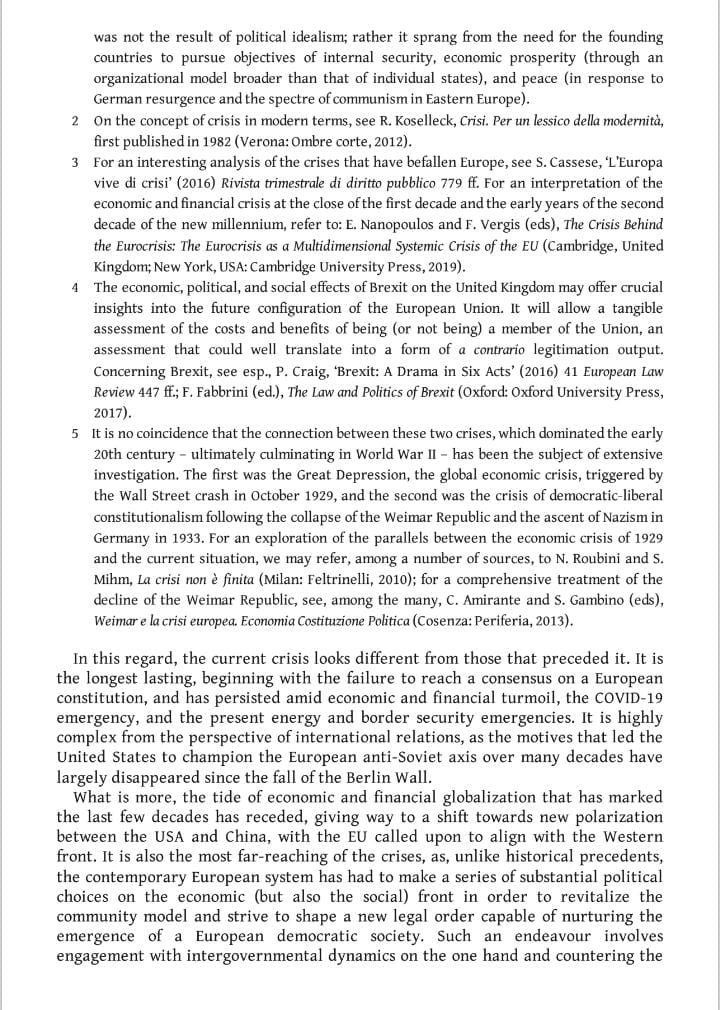 was not the result of political idealism; rather it sprang from the need for the founding
countries to pursue objectives of internal security, economic prosperity (through an
organizational model broader than that of individual states), and peace (in response to
German resurgence and the spectre of communism in Eastern Europe).
2 On the concept of crisis in modern terms, see R. Koselleck, Crisi. Per un lessico della modernità,
first published in 1982 (Verona: Ombre corte, 2012).
3 For an interesting analysis of the crises that have befallen Europe, see S. Cassese, ‘L’Europa
vive di crisi’ (2016) Rivista trimestrale di diritto pubblico 779 ff. For an interpretation of the
economic and financial crisis at the close of the first decade and the early years of the second
decade of the new millennium, refer to: E. Nanopoulos and F. Vergis (eds), The Crisis Behind
the Eurocrisis: The Eurocrisis as a Multidimensional Systemic Crisis of the EU (Cambridge, United
Kingdom; New York, USA: Cambridge University Press, 2019).
4 The economic, political, and social effects of Brexit on the United Kingdom may offer crucial
insights into the future configuration of the European Union. It will allow a tangible
assessment of the costs and benefits of being (or not being) a member of the Union, an
assessment that could well translate into a form of a contrario legitimation output.
Concerning Brexit, see esp., P. Craig, ‘Brexit: A Drama in Six Acts’ (2016) 41 European Law
Review 447 ff.; F. Fabbrini (ed.), The Law and Politics of Brexit (Oxford: Oxford University Press,
2017).
5 It is no coincidence that the connection between these two crises, which dominated the early
20th century – ultimately culminating in World War II – has been the subject of extensive
investigation. The first was the Great Depression, the global economic crisis, triggered by
the Wall Street crash in October 1929, and the second was the crisis of democratic-liberal
constitutionalism following the collapse of the Weimar Republic and the ascent of Nazism in
Germany in 1933. For an exploration of the parallels between the economic crisis of 1929
and the current situation, we may refer, among a number of sources, to N. Roubini and S.
Mihm, La crisi non è finita (Milan: Feltrinelli, 2010); for a comprehensive treatment of the
decline of the Weimar Republic, see, among the many, C. Amirante and S. Gambino (eds),
Weimar e la crisi europea. Economia Costituzione Politica (Cosenza: Periferia, 2013).
In this regard, the current crisis looks different from those that preceded it. It is
the longest lasting, beginning with the failure to reach a consensus on a European
constitution, and has persisted amid economic and financial turmoil, the COVID-19
emergency, and the present energy and border security emergencies. It is highly
complex from the perspective of international relations, as the motives that led the
United States to champion the European anti-Soviet axis over many decades have
largely disappeared since the fall of the Berlin Wall.
What is more, the tide of economic and financial globalization that has marked
the last few decades has receded, giving way to a shift towards new polarization
between the USA and China, with the EU called upon to align with the Western
front. It is also the most far-reaching of the crises, as, unlike historical precedents,
the contemporary European system has had to make a series of substantial political
choices on the economic (but also the social) front in order to revitalize the
community model and strive to shape a new legal order capable of nurturing the
emergence of a European democratic society. Such an endeavour involves
engagement with intergovernmental dynamics on the one hand and countering the